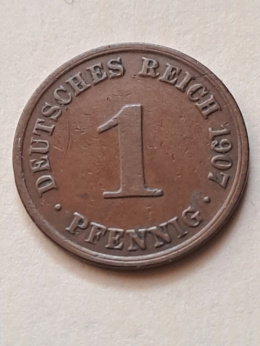 DEUTSCHES REICH 1907
1
· PFENNIG ·